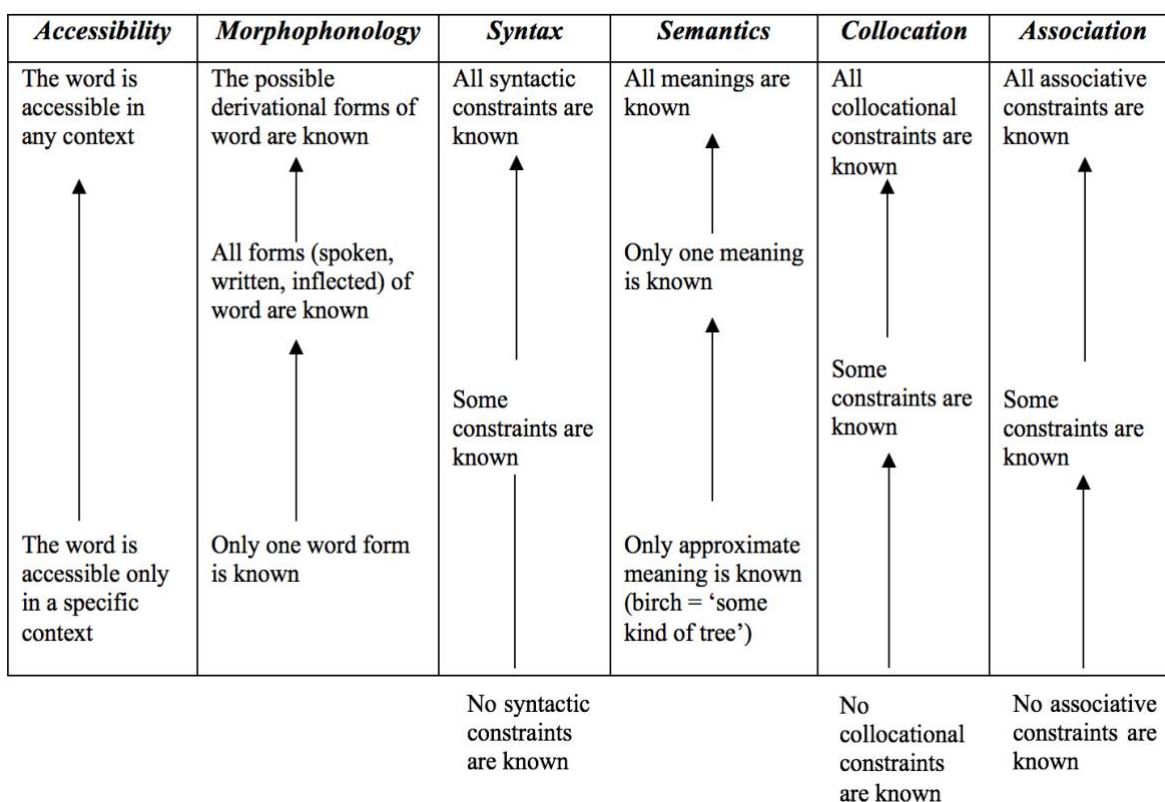 Accessibility
Morphophonology
Syntax
Semantics
Collocation
Association
The word is
accessible in
any context
The word is
accessible only
in a specific
context
The possible
derivational forms of
word are known
All forms (spoken,
written, inflected) of
word are known
Only one word form
is known
All syntactic
constraints are
known
Some
constraints are
known
No syntactic
constraints
are known
All meanings are
known
Only one meaning
is known
Only approximate
meaning is known
(birch = ‘some
kind of tree’)
All
collocational
constraints are
known
Some
constraints are
known
No
collocational
constraints
are known
All associative
constraints are
known
Some
constraints are
known
No associative
constraints are
known